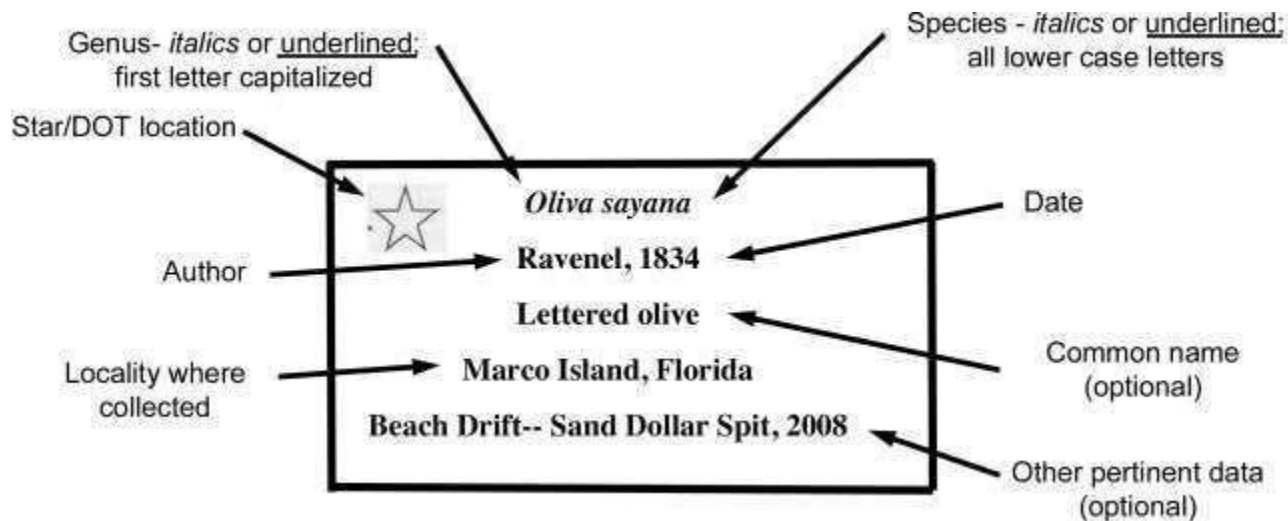 Genus- italics or underlined;
first letter capitalized
Species - italics or underlined;
all lower case letters
Star/DOT location
Oliva sayana
Date
Author
Ravenel, 1834
Lettered olive
Locality where
collected
Marco Island, Florida
Common name
(optional)
Beach Drift-- Sand Dollar Spit, 2008
Other pertinent data
(optional)